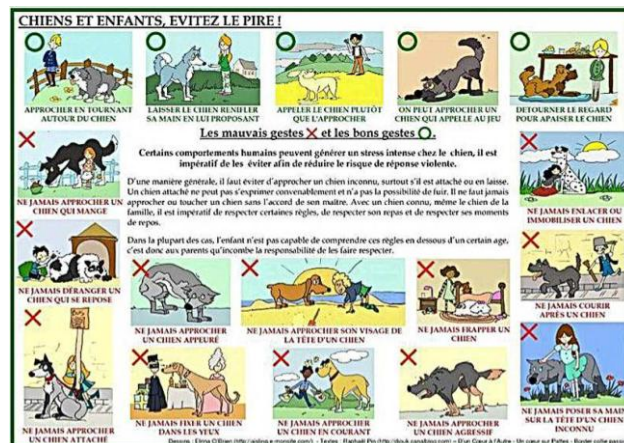 CHIENS ET ENFANTS, EVITEZ LE PIRE !
APPROCHER EN TOURNANT
AUTOUR DU CHIEN
LAISSER LE CHIEN RENIFLER
SA MAIN EN LUI PROPOSANT
APPELER LE CHIEN PLUTÔT
QUE L'APPROCHER
ON PEUT APPROCHER UN
CHIEN QUI APPELLE AU JEU
DETOURNER LE REGARD
POUR APAISER LE CHIEN
Les mauvais gestes X et les bons gestes O.
Certains comportements humains peuvent générer un stress intense chez le chien, il est
impératif de les éviter afin de réduire le risque de réponse violente.
D'une manière générale, il faut éviter d'approcher un chien inconnu, surtout s'il est attaché ou en laisse.
Un chien attaché ne peut pas s'exprimer convenablement et n'a pas la possibilité de fuir. Il ne faut jamais
approcher ou toucher un chien sans l'accord de son maître. Avec un chien connu, même le chien de la
famille, il est impératif de respecter certaines règles, de respecter son repas et de respecter ses moments
de repos.
Dans la plupart des cas, l'enfant n'est pas capable de comprendre ces règles en dessous d'un certain age,
c'est donc aux parents qu'incombe la responsabilité de les faire respecter.
NE JAMAIS APPROCHER UN
CHIEN QUI MANGE
NE JAMAIS ENLACER OU
IMMOBILISER UN CHIEN
NE JAMAIS DÉRANGER UN
CHIEN QUI SE REPOSE
NE JAMAIS APPROCHER
UN CHIEN APEURÉ
NE JAMAIS APPROCHER SON VISAGE DE
LA TÊTE D'UN CHIEN
NE JAMAIS FRAPPER UN
CHIEN
NE JAMAIS COURIR
APRÈS UN CHIEN
NE JAMAIS APPROCHER
UN CHIEN ATTACHÉ
NE JAMAIS FIXER UN CHIEN
DANS LES YEUX
NE JAMAIS APPROCHER
UN CHIEN EN COURANT
NE JAMAIS APPROCHER
UN CHIEN AGRESSIF
NE JAMAIS POSER SA MAIN
SUR LA TÊTE D'UN CHIEN
INCONNU